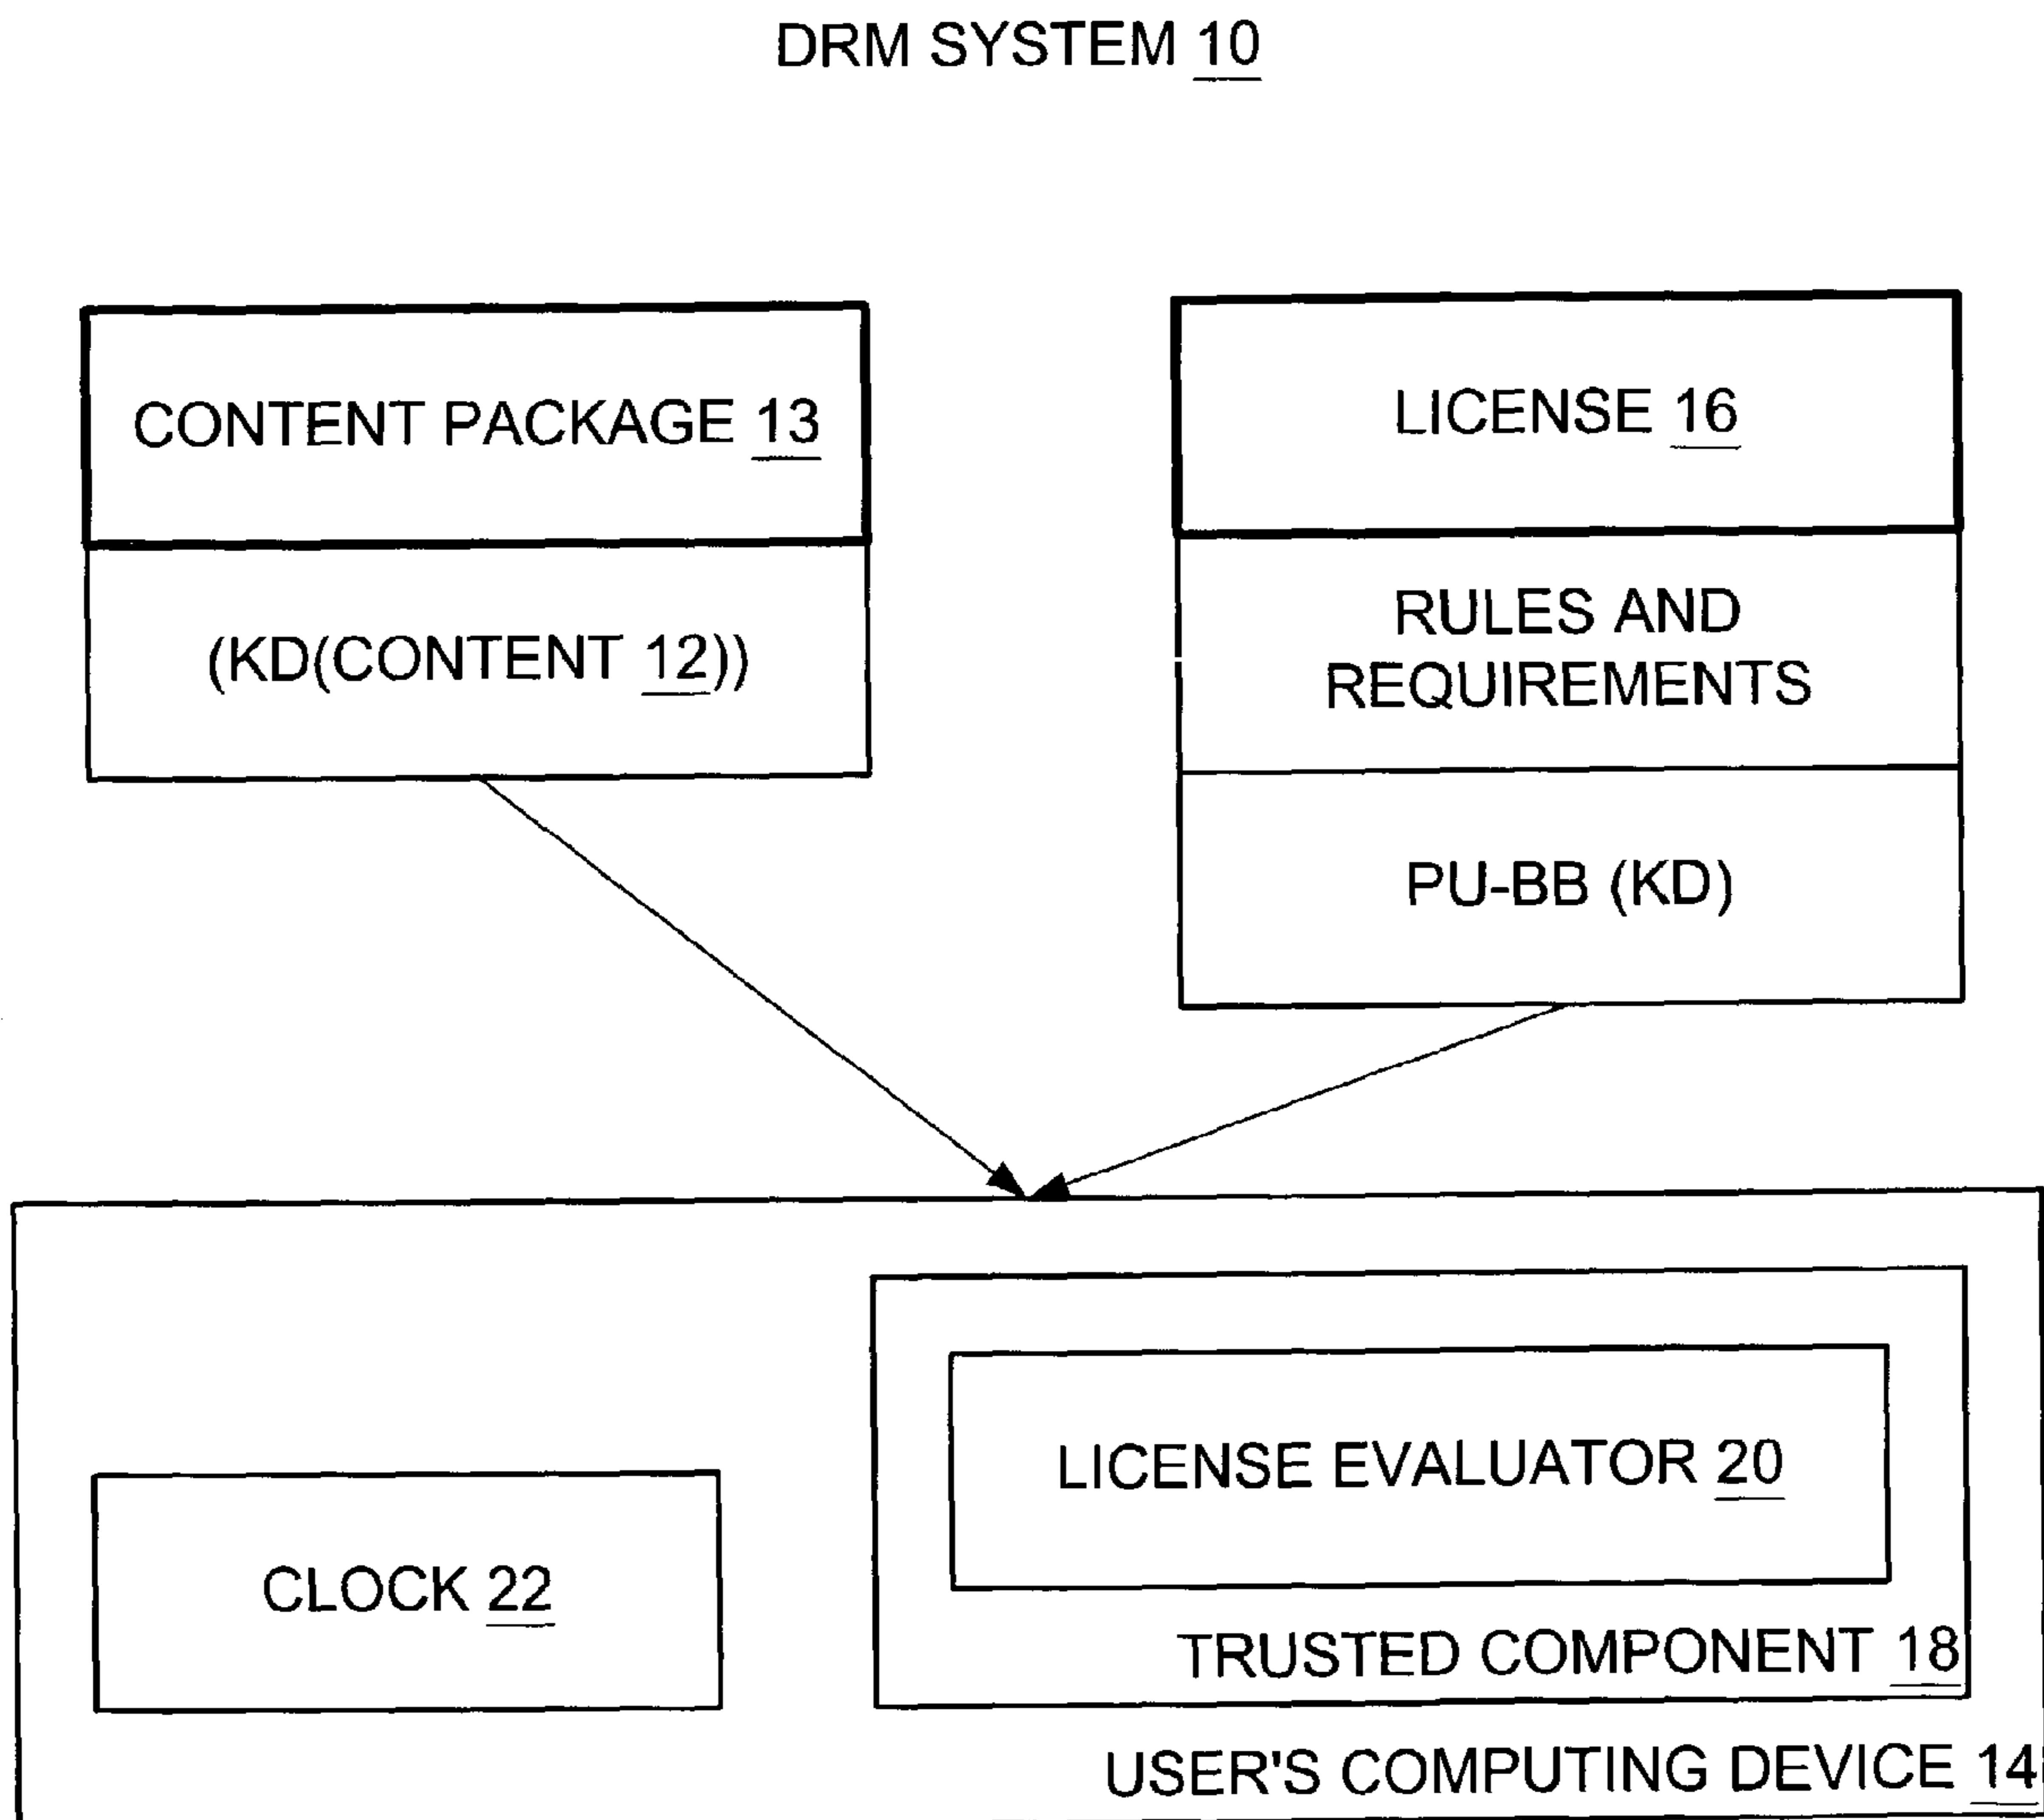 DRM SYSTEM 10
CONTENT PACKAGE 13
(KD(CONTENT 12))
LICENSE 16
RULES AND
REQUIREMENTS
PU-BB (KD)
LICENSE EVALUATOR 20
TRUSTED COMPONENT 18
CLOCK 22
USER'S COMPUTING DEVICE 14